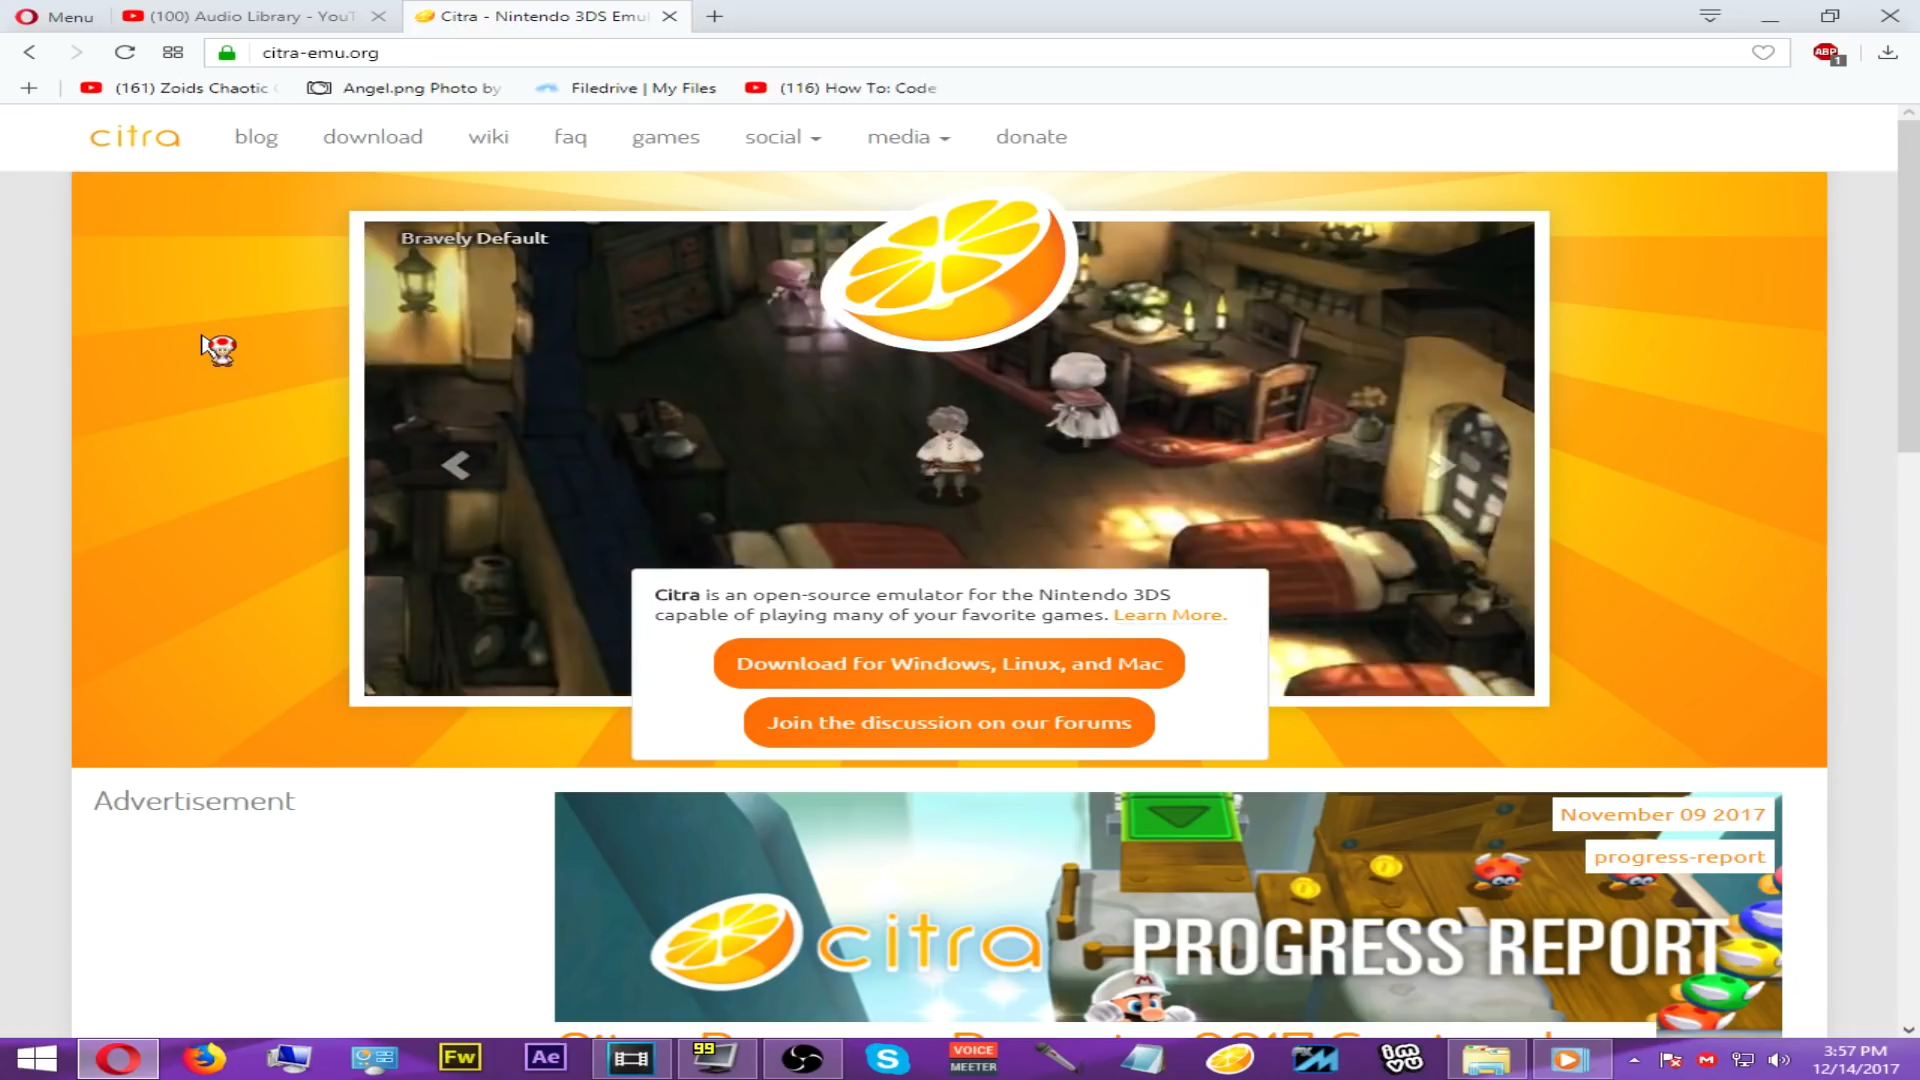 Menu
(100) Audio Library - YouT
Citra - Nintendo 3DS Emul
citra-emu.org
ABP
1
(161) Zoids Chaotic
Angel.png Photo by
Filedrive | My Files
(116) How To: Code
citra
blog
download
wiki
faq
games
social
media
donate
Bravely Default
Citra is an open-source emulator for the Nintendo 3DS
capable of playing many of your favorite games. Learn More.
Download for Windows, Linux, and Mac
Join the discussion on our forums
Advertisement
November 09 2017
progress-report
citra
PROGRESS REPORT
M
Fw
Ae
99
VOICE
MEETER
imvu
3:57 PM
12/14/2017